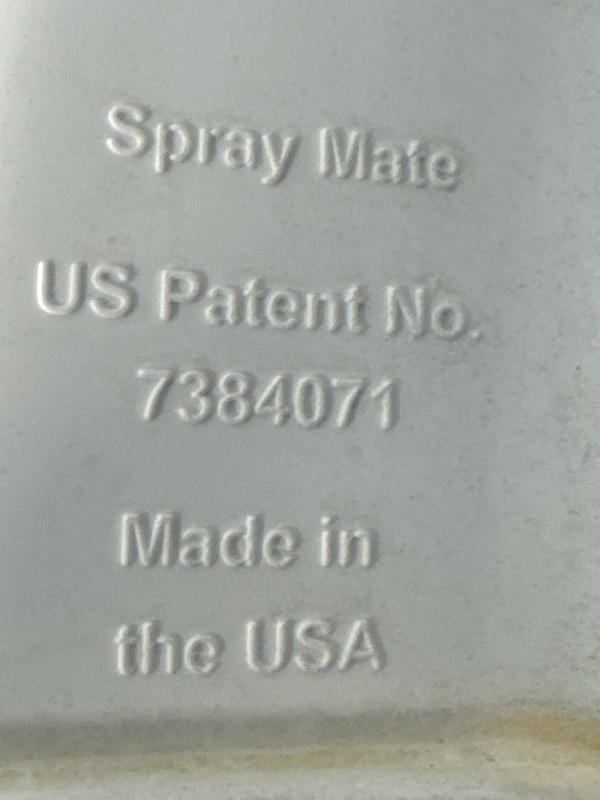 Spray Mate
US Patent No.
7384071
Made in
the USA